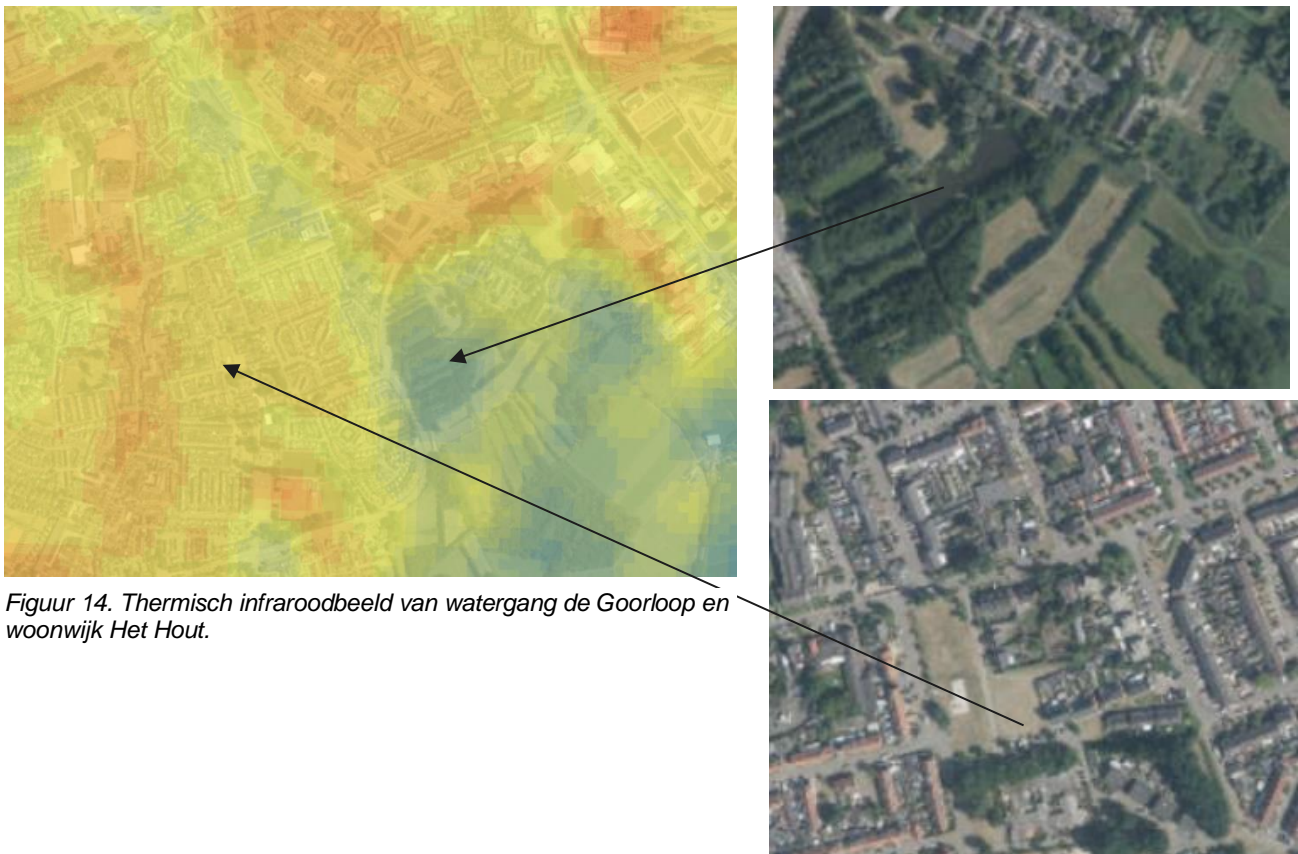 Figuur 14. Thermisch infraroodbeeld van watergang de Goorloop en
woonwijk Het Hout.